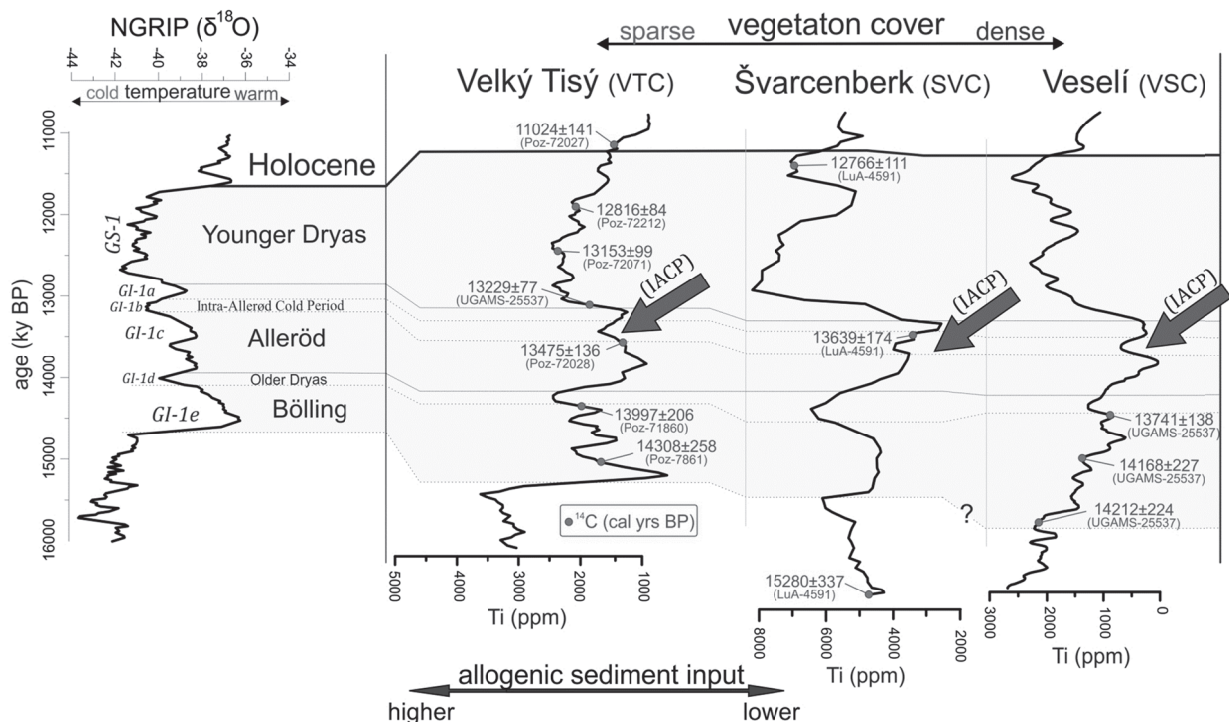 NGRIP (δ¹⁸O)
-44
-42
-40
-38
-36
-34
cold temperature warm
vegetaton cover
sparse
dense
Velký Tisý (VTC)
Švarcenberk (SVC)
Veselí (VSC)
age (ky BP)
11000
12000
13000
14000
15000
16000
Holocene
GS-1
Younger Dryas
GI-1a
GI-1b
Intra-Allerød Cold Period
GI-1c
Alleröd
GI-1d
Older Dryas
GI-1e
Bölling
11024±141
(Poz-72027)
12816±84
(Poz-72212)
13153±99
(Poz-72071)
13229±77
(UGAMS-25537)
(IACP)
13475±136
(Poz-72028)
13997±206
(Poz-71860)
14308±258
(Poz-7861)
¹⁴C (cal yrs BP)
12766±111
(LuA-4591)
(IACP)
13639±174
(LuA-4591)
15280±337
(LuA-4591)
?
(IACP)
13741±138
(UGAMS-25537)
14168±227
(UGAMS-25537)
14212±224
(UGAMS-25537)
5000
4000
3000
2000
1000
Ti (ppm)
8000
6000
4000
2000
Ti (ppm)
3000
2000
1000
0
Ti (ppm)
allogenic sediment input
higher
lower